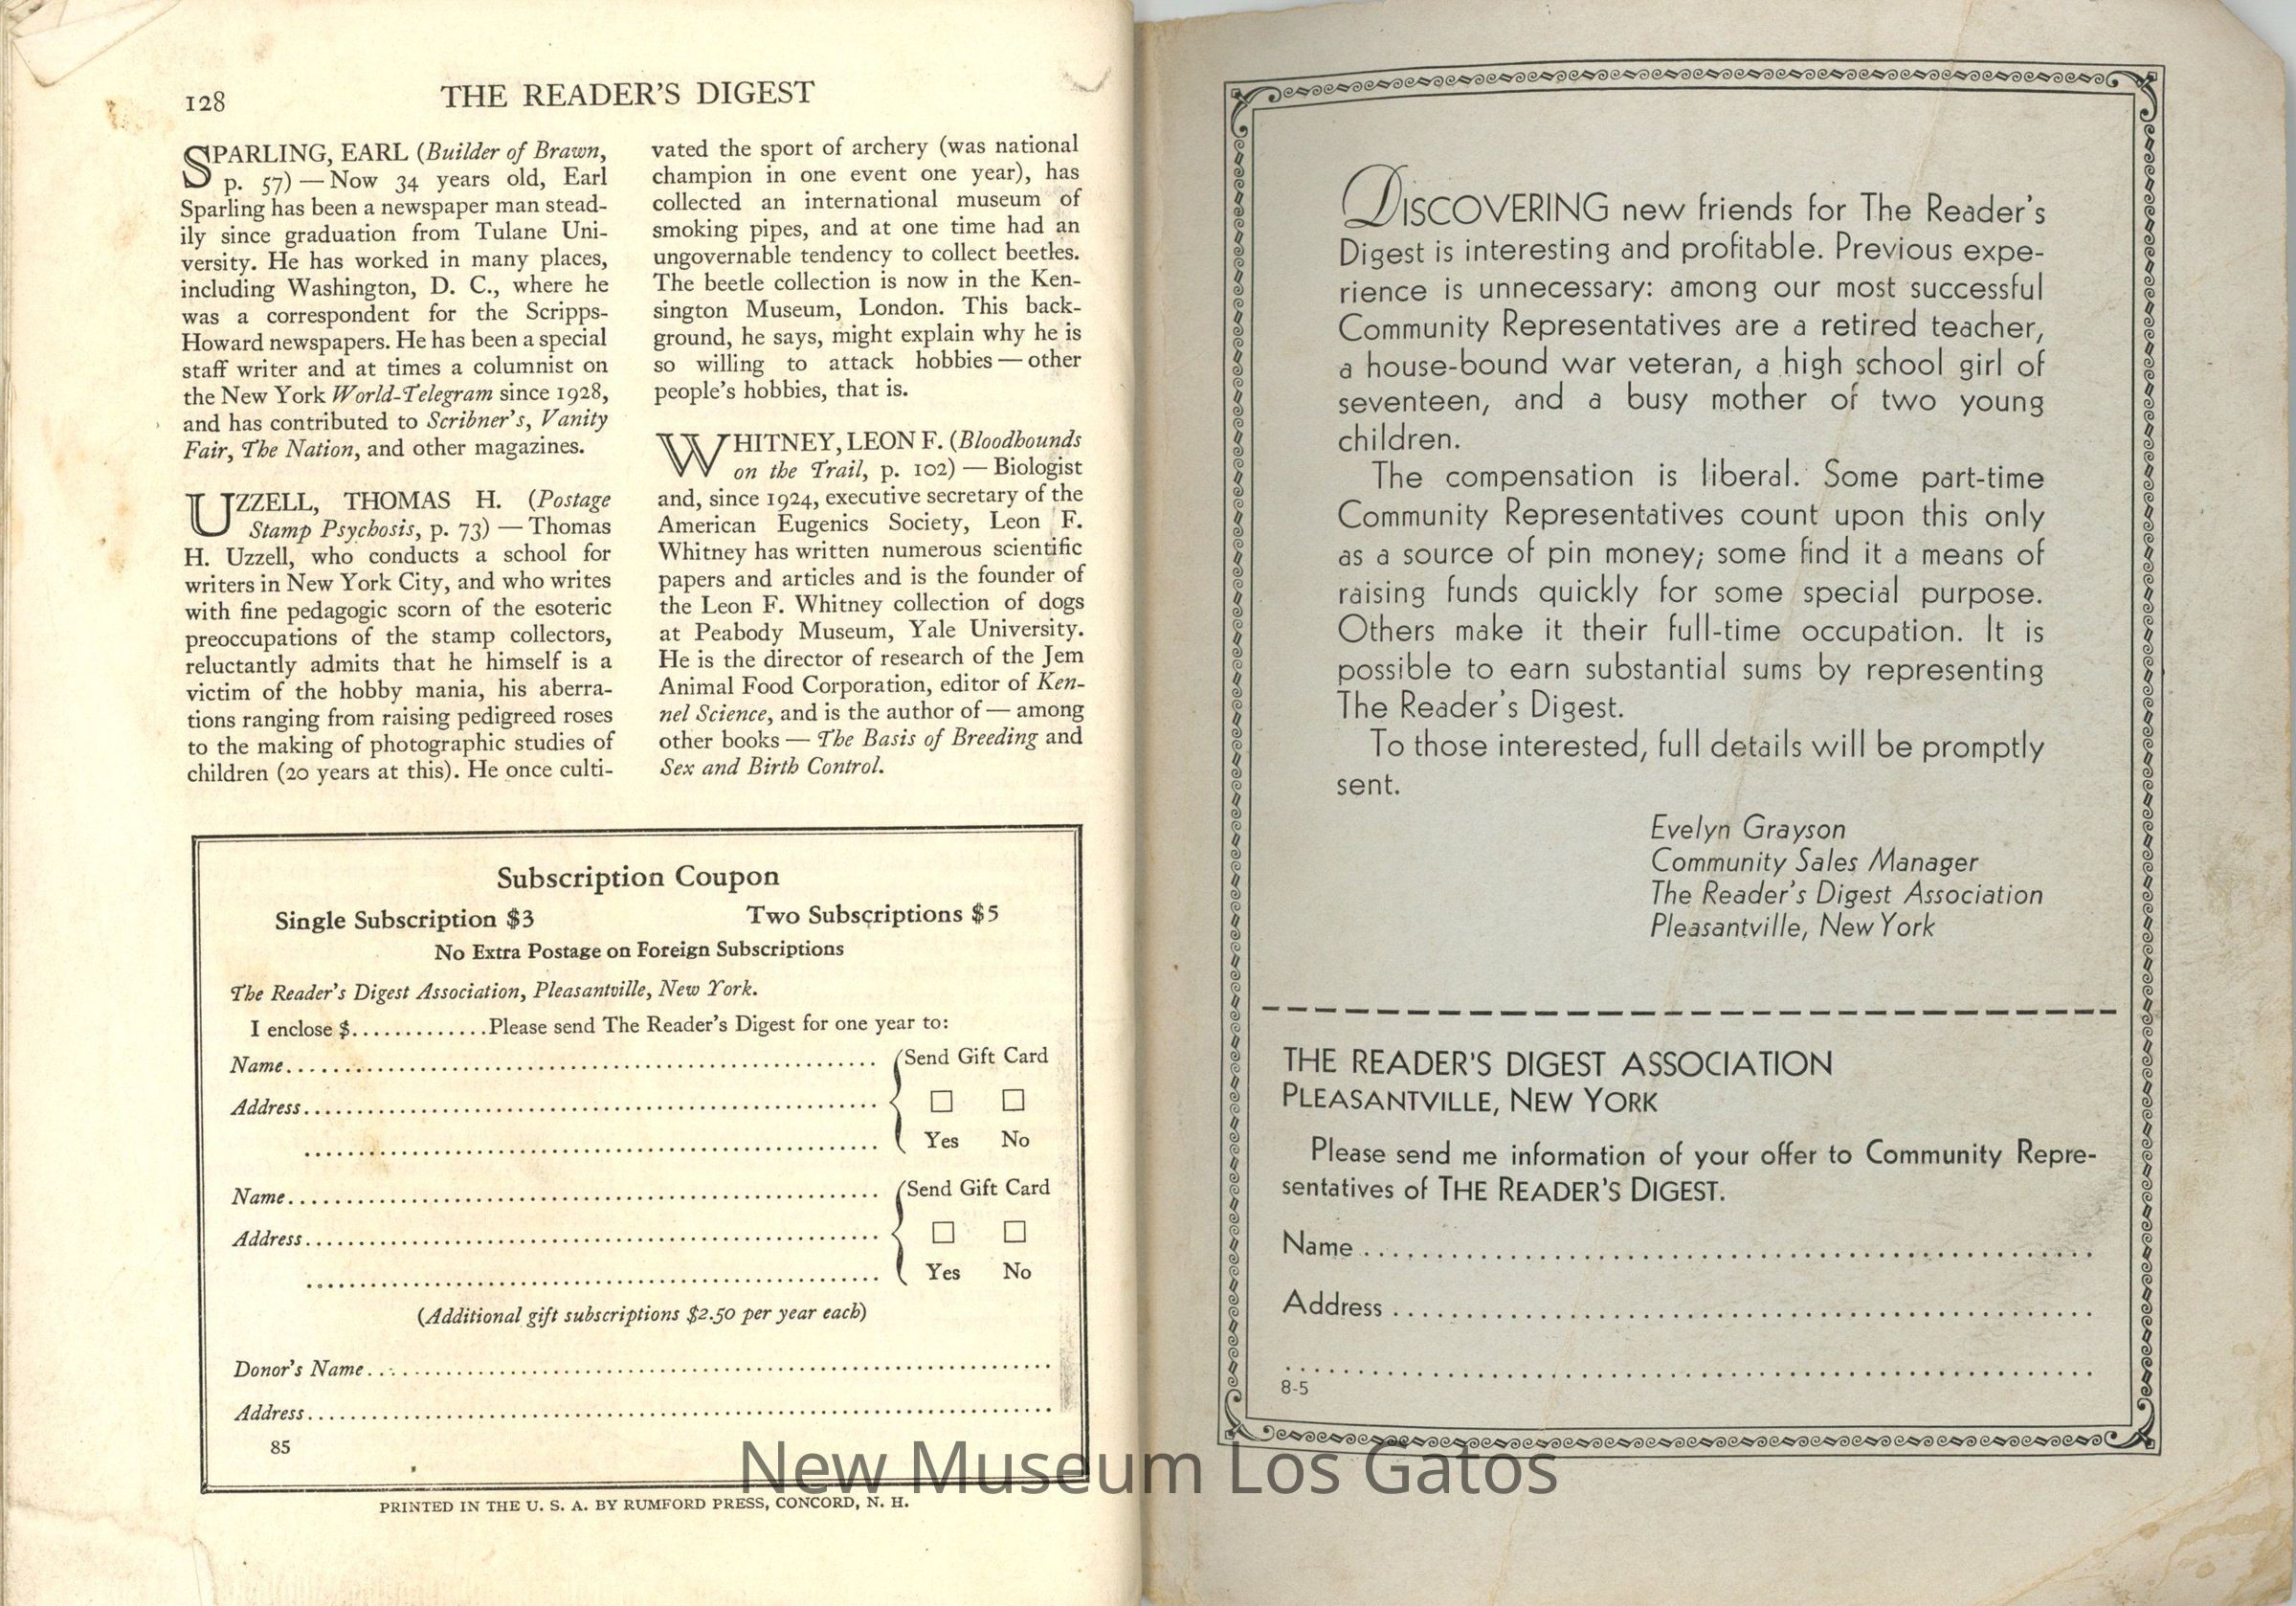 128
THE READER'S DIGEST
SPARLING, EARL (Builder of Brawn,
p. 57) — Now 34 years old, Earl
Sparling has been a newspaper man stead-
ily since graduation from Tulane Uni-
versity. He has worked in many places,
including Washington, D. C., where he
was a correspondent for the Scripps-
Howard newspapers. He has been a special
staff writer and at times a columnist on
the New York World-Telegram since 1928,
and has contributed to Scribner's, Vanity
Fair, The Nation, and other magazines.
UZZELL, THOMAS H. (Postage
Stamp Psychosis, p. 73) — Thomas
H. Uzzell, who conducts a school for
writers in New York City, and who writes
with fine pedagogic scorn of the esoteric
preoccupations of the stamp collectors,
reluctantly admits that he himself is a
victim of the hobby mania, his aberra-
tions ranging from raising pedigreed roses
to the making of photographic studies of
children (20 years at this). He once culti-
vated the sport of archery (was national
champion in one event one year), has
collected an international museum of
smoking pipes, and at one time had an
ungovernable tendency to collect beetles.
The beetle collection is now in the Ken-
sington Museum, London. This back-
ground, he says, might explain why he is
so willing to attack hobbies — other
people's hobbies, that is.
WHITNEY, LEON F. (Bloodhounds
on the Trail, p. 102) — Biologist
and, since 1924, executive secretary of the
American Eugenics Society, Leon F.
Whitney has written numerous scientific
papers and articles and is the founder of
the Leon F. Whitney collection of dogs
at Peabody Museum, Yale University.
He is the director of research of the Jem
Animal Food Corporation, editor of Ken-
nel Science, and is the author of — among
other books — The Basis of Breeding and
Sex and Birth Control.
Subscription Coupon
Single Subscription $3 Two Subscriptions $5
No Extra Postage on Foreign Subscriptions
The Reader's Digest Association, Pleasantville, New York.
I enclose $.............Please send The Reader's Digest for one year to:
Name........ Send Gift Card
Address........
Yes No
Name........ Send Gift Card
Address........
Yes No
(Additional gift subscriptions $2.50 per year each)
Donor's Name........
Address........
85
PRINTED IN THE U. S. A. BY RUMFORD PRESS, CONCORD, N. H.
DISCOVERING new friends for The Reader's
Digest is interesting and profitable. Previous expe-
rience is unnecessary: among our most successful
Community Representatives are a retired teacher,
a house-bound war veteran, a high school girl of
seventeen, and a busy mother of two young
children.
The compensation is liberal. Some part-time
Community Representatives count upon this only
as a source of pin money; some find it a means of
raising funds quickly for some special purpose.
Others make it their full-time occupation. It is
possible to earn substantial sums by representing
The Reader's Digest.
To those interested, full details will be promptly
sent.
Evelyn Grayson
Community Sales Manager
The Reader's Digest Association
Pleasantville, New York
THE READER'S DIGEST ASSOCIATION
PLEASANTVILLE, NEW YORK
Please send me information of your offer to Community Repre-
sentatives of THE READER'S DIGEST.
Name........
Address........
8-5
New Museum Los Gatos